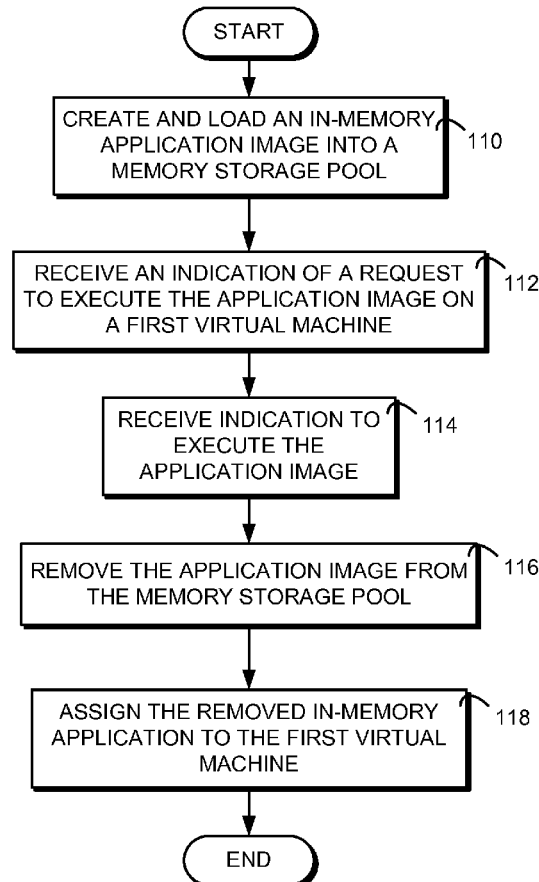 START
CREATE AND LOAD AN IN-MEMORY
APPLICATION IMAGE INTO A
MEMORY STORAGE POOL
110
RECEIVE AN INDICATION OF A REQUEST
TO EXECUTE THE APPLICATION IMAGE ON
A FIRST VIRTUAL MACHINE
112
RECEIVE INDICATION TO
EXECUTE THE
APPLICATION IMAGE
114
REMOVE THE APPLICATION IMAGE FROM
THE MEMORY STORAGE POOL
116
ASSIGN THE REMOVED IN-MEMORY
APPLICATION TO THE FIRST VIRTUAL
MACHINE
118
END